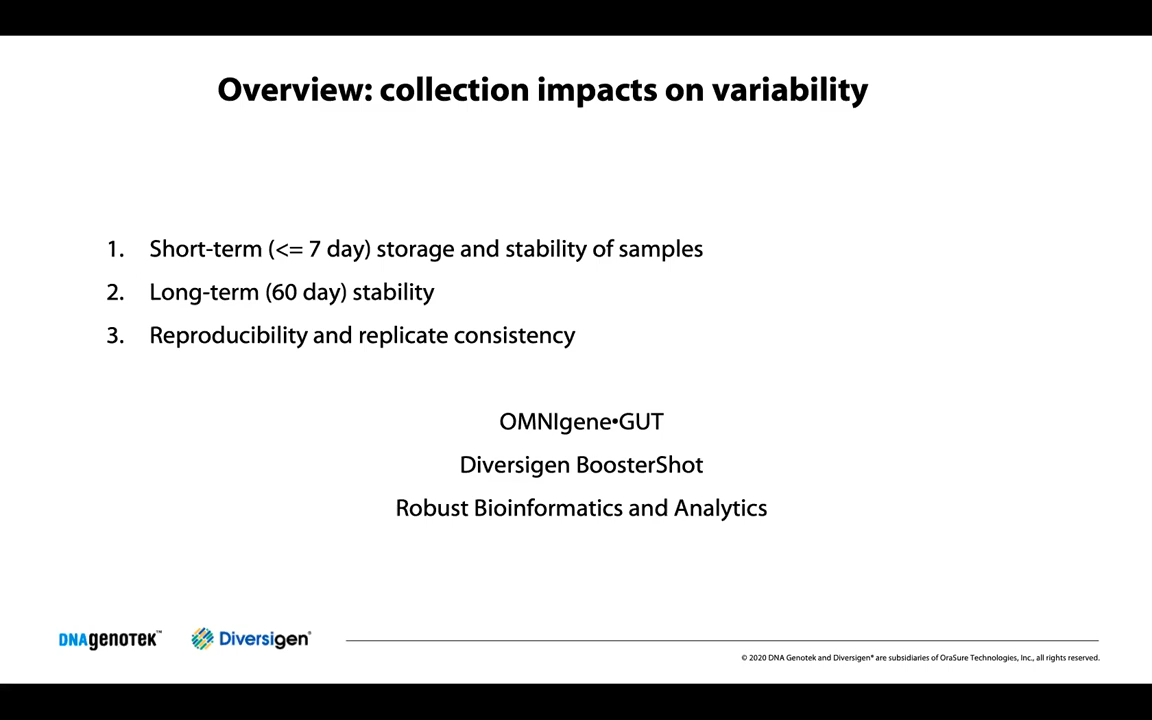 Overview: collection impacts on variability
1. Short-term (<= 7 day) storage and stability of samples
2. Long-term (60 day) stability
3. Reproducibility and replicate consistency
OMNIgene•GUT
Diversigen BoosterShot
Robust Bioinformatics and Analytics
DNAgenotek™ Diversigen®
© 2020 DNA Genotek and Diversigen® are subsidiaries of OraSure Technologies, Inc., all rights reserved.